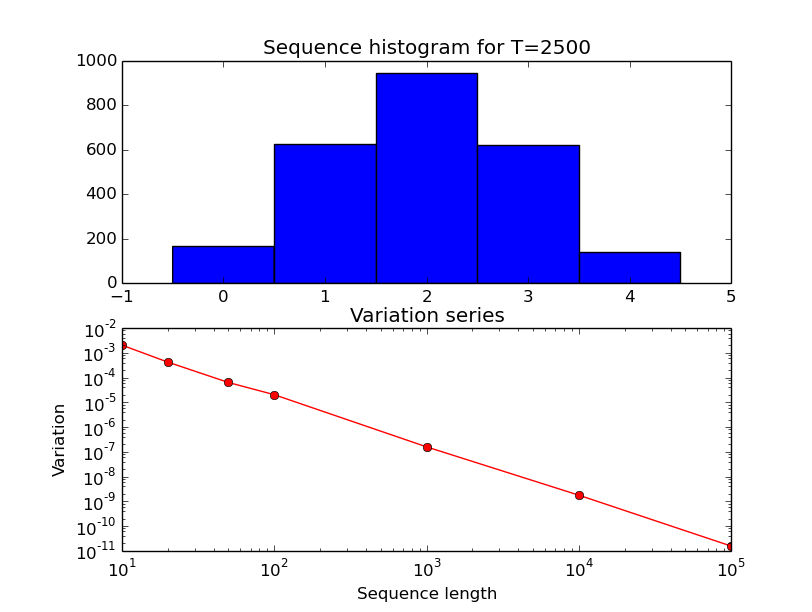 Sequence histogram for T=2500
1000
800
600
400
200
0
−1 0 1 2 3 4 5
Variation series
10^-2
10^-3
10^-4
10^-5
10^-6
10^-7
10^-8
10^-9
10^-10
10^-11
Variation
10^1 10^2 10^3 10^4 10^5
Sequence length